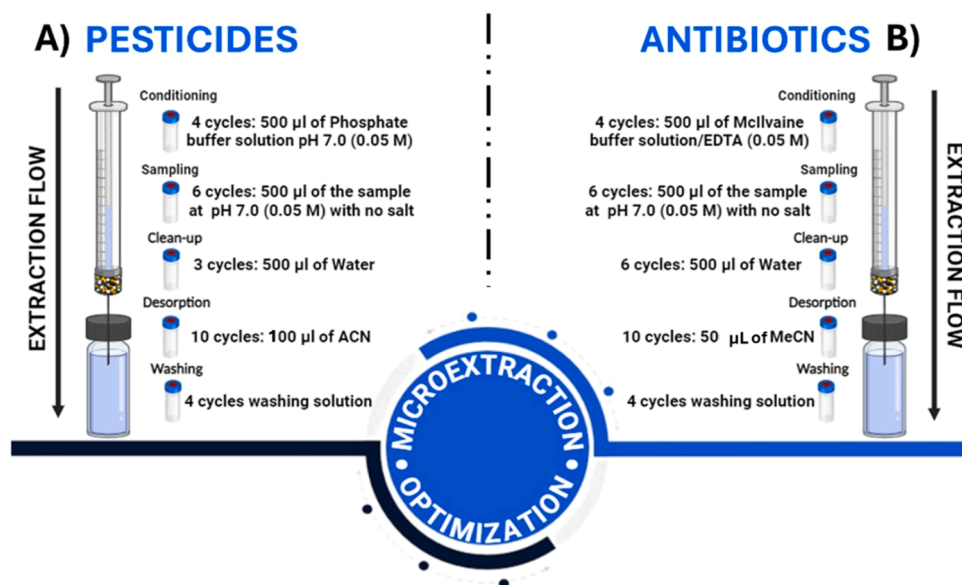 A) PESTICIDES
EXTRACTION FLOW
Conditioning
4 cycles: 500 µl of Phosphate
buffer solution pH 7.0 (0.05 M)
Sampling
6 cycles: 500 µl of the sample
at pH 7.0 (0.05 M) with no salt
Clean-up
3 cycles: 500 µl of Water
Desorption
10 cycles: 100 µl of ACN
Washing
4 cycles washing solution
ANTIBIOTICS B)
Conditioning
4 cycles: 500 µl of McIlvaine
buffer solution/EDTA (0.05 M)
Sampling
6 cycles: 500 µl of the sample
at pH 7.0 (0.05 M) with no salt
Clean-up
6 cycles: 500 µl of Water
Desorption
10 cycles: 50 µL of MeCN
Washing
4 cycles washing solution
EXTRACTION FLOW
MICROEXTRACTION
OPTIMIZATION